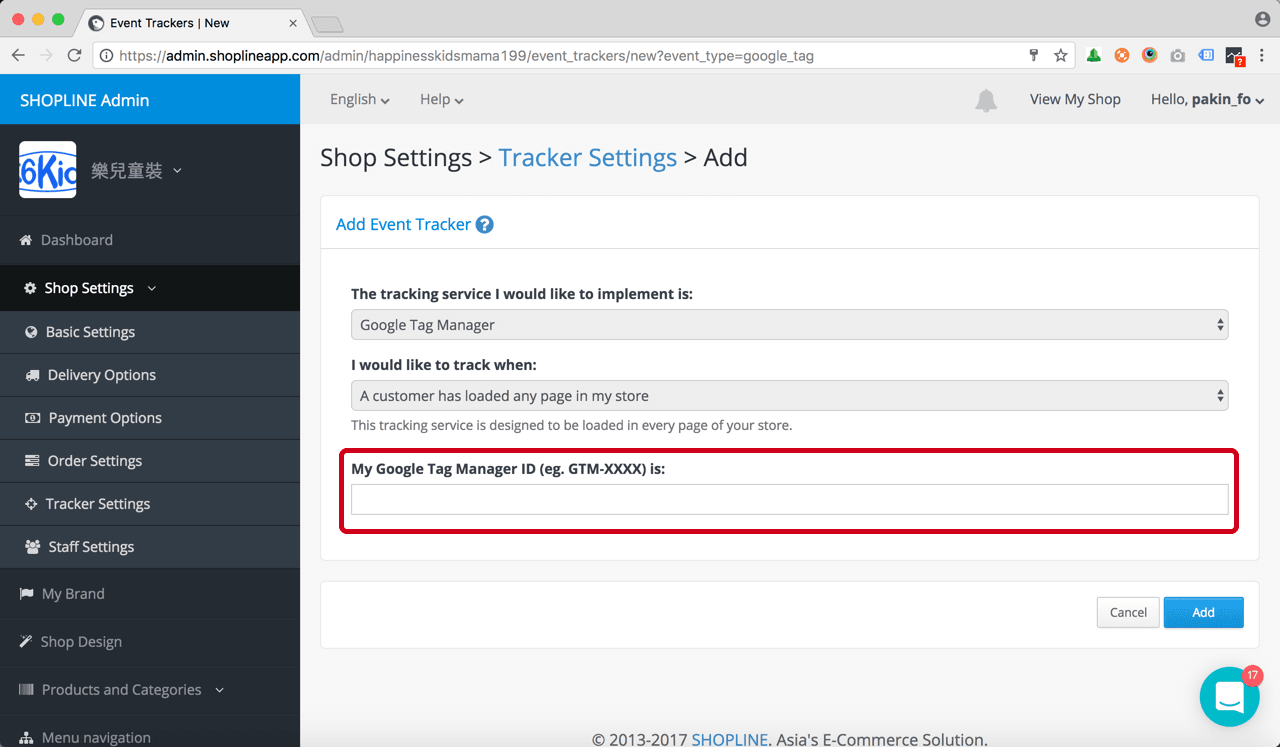 Event Trackers | New
https://admin.shoplineapp.com/admin/happinesskidsmama199/event_trackers/new?event_type=google_tag
SHOPLINE Admin
English
Help
View My Shop
Hello, pakin_fo
6Kic
樂兒童裝
Dashboard
Shop Settings
Basic Settings
Delivery Options
Payment Options
Order Settings
Tracker Settings
Staff Settings
My Brand
Shop Design
Products and Categories
Menu navigation
Shop Settings > Tracker Settings > Add
Add Event Tracker ?
The tracking service I would like to implement is:
Google Tag Manager
I would like to track when:
A customer has loaded any page in my store
This tracking service is designed to be loaded in every page of your store.
My Google Tag Manager ID (eg. GTM-XXXX) is:
Cancel
Add
17
© 2013-2017 SHOPLINE. Asia's E-Commerce Solution.